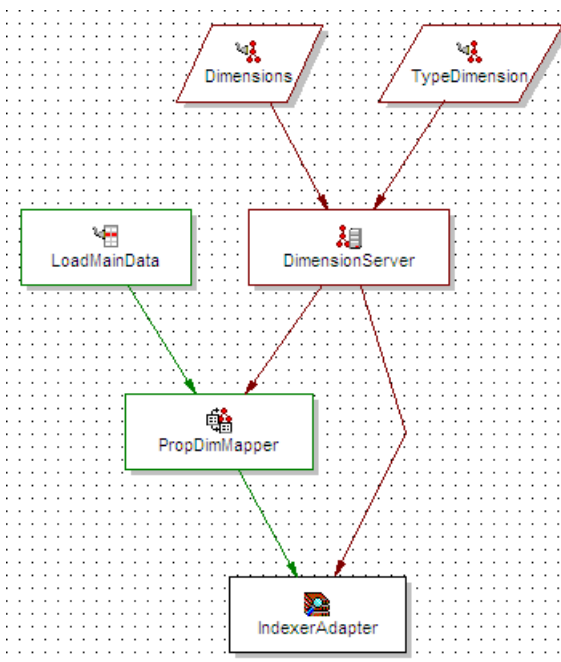 Dimensions
TypeDimension
LoadMainData
DimensionServer
PropDimMapper
IndexerAdapter